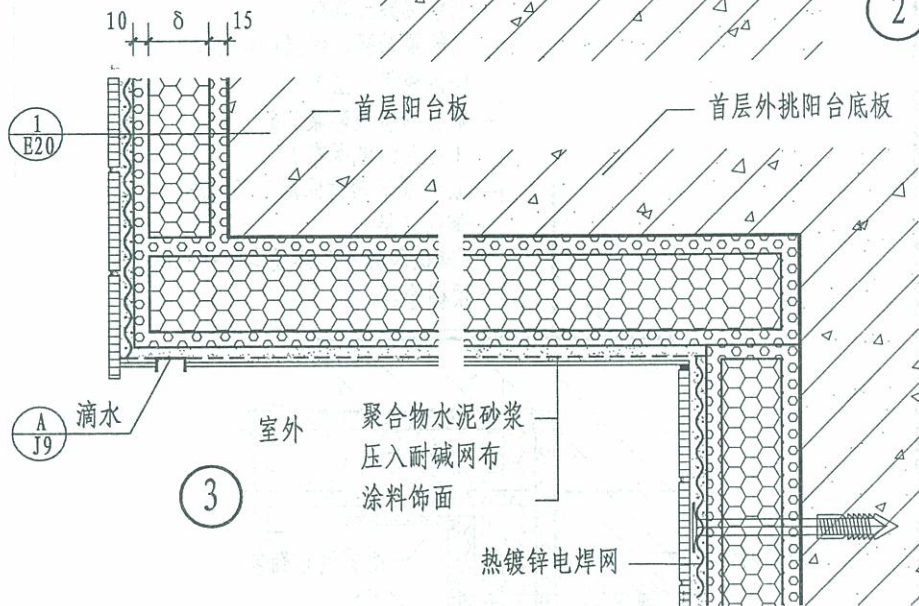 10 δ 15
2
首层阳台板
首层外挑阳台底板
1
E20
A
J9
滴水
室外
聚合物水泥砂浆
压入耐碱网布
涂料饰面
3
热镀锌电焊网